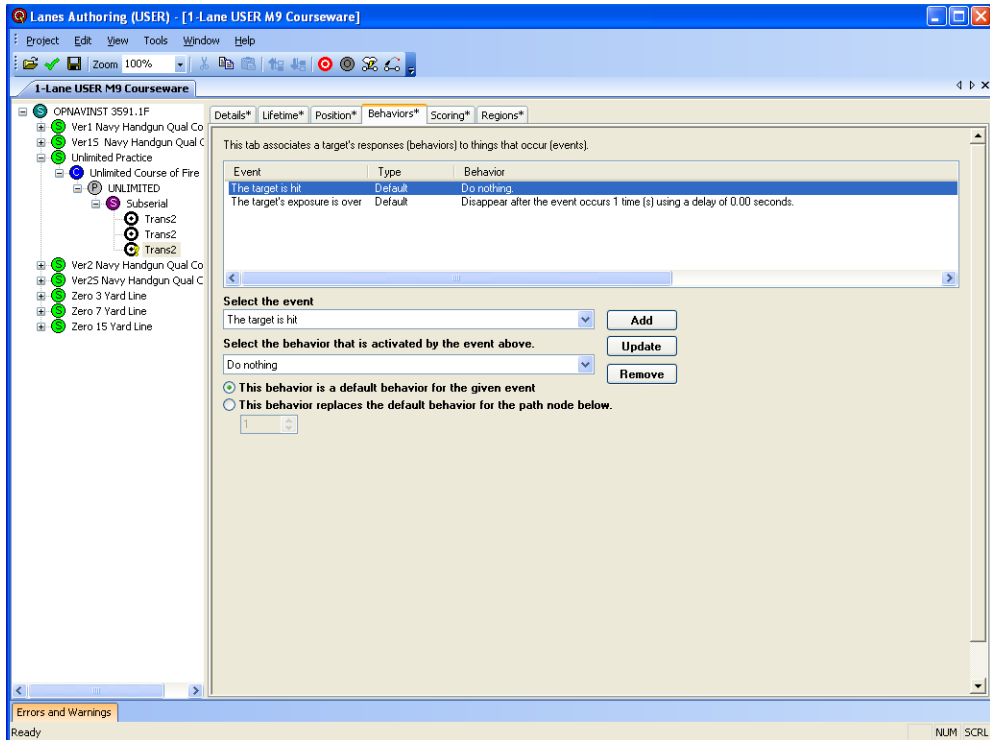 Lanes Authoring (USER) - [1-Lane USER M9 Courseware]
Project Edit View Tools Window Help
Zoom 100%
1-Lane USER M9 Courseware
OPNAVINST 3591.1F
Ver1 Navy Handgun Qual Co
Ver1S Navy Handgun Qual C
Unlimited Practice
Unlimited Course of Fire
P UNLIMITED
S Subserial
Trans2
Trans2
Trans2
Ver2 Navy Handgun Qual Co
Ver2S Navy Handgun Qual C
Zero 3 Yard Line
Zero 7 Yard Line
Zero 15 Yard Line
Details* Lifetime* Position* Behaviors* Scoring* Regions*
This tab associates a target's responses (behaviors) to things that occur (events).
Event Type Behavior
The target is hit Default Do nothing.
The target's exposure is over Default Disappear after the event occurs 1 time (s) using a delay of 0.00 seconds.
Select the event
The target is hit
Add
Select the behavior that is activated by the event above.
Update
Do nothing
Remove
This behavior is a default behavior for the given event
This behavior replaces the default behavior for the path node below.
1
Errors and Warnings
Ready NUM SCRL